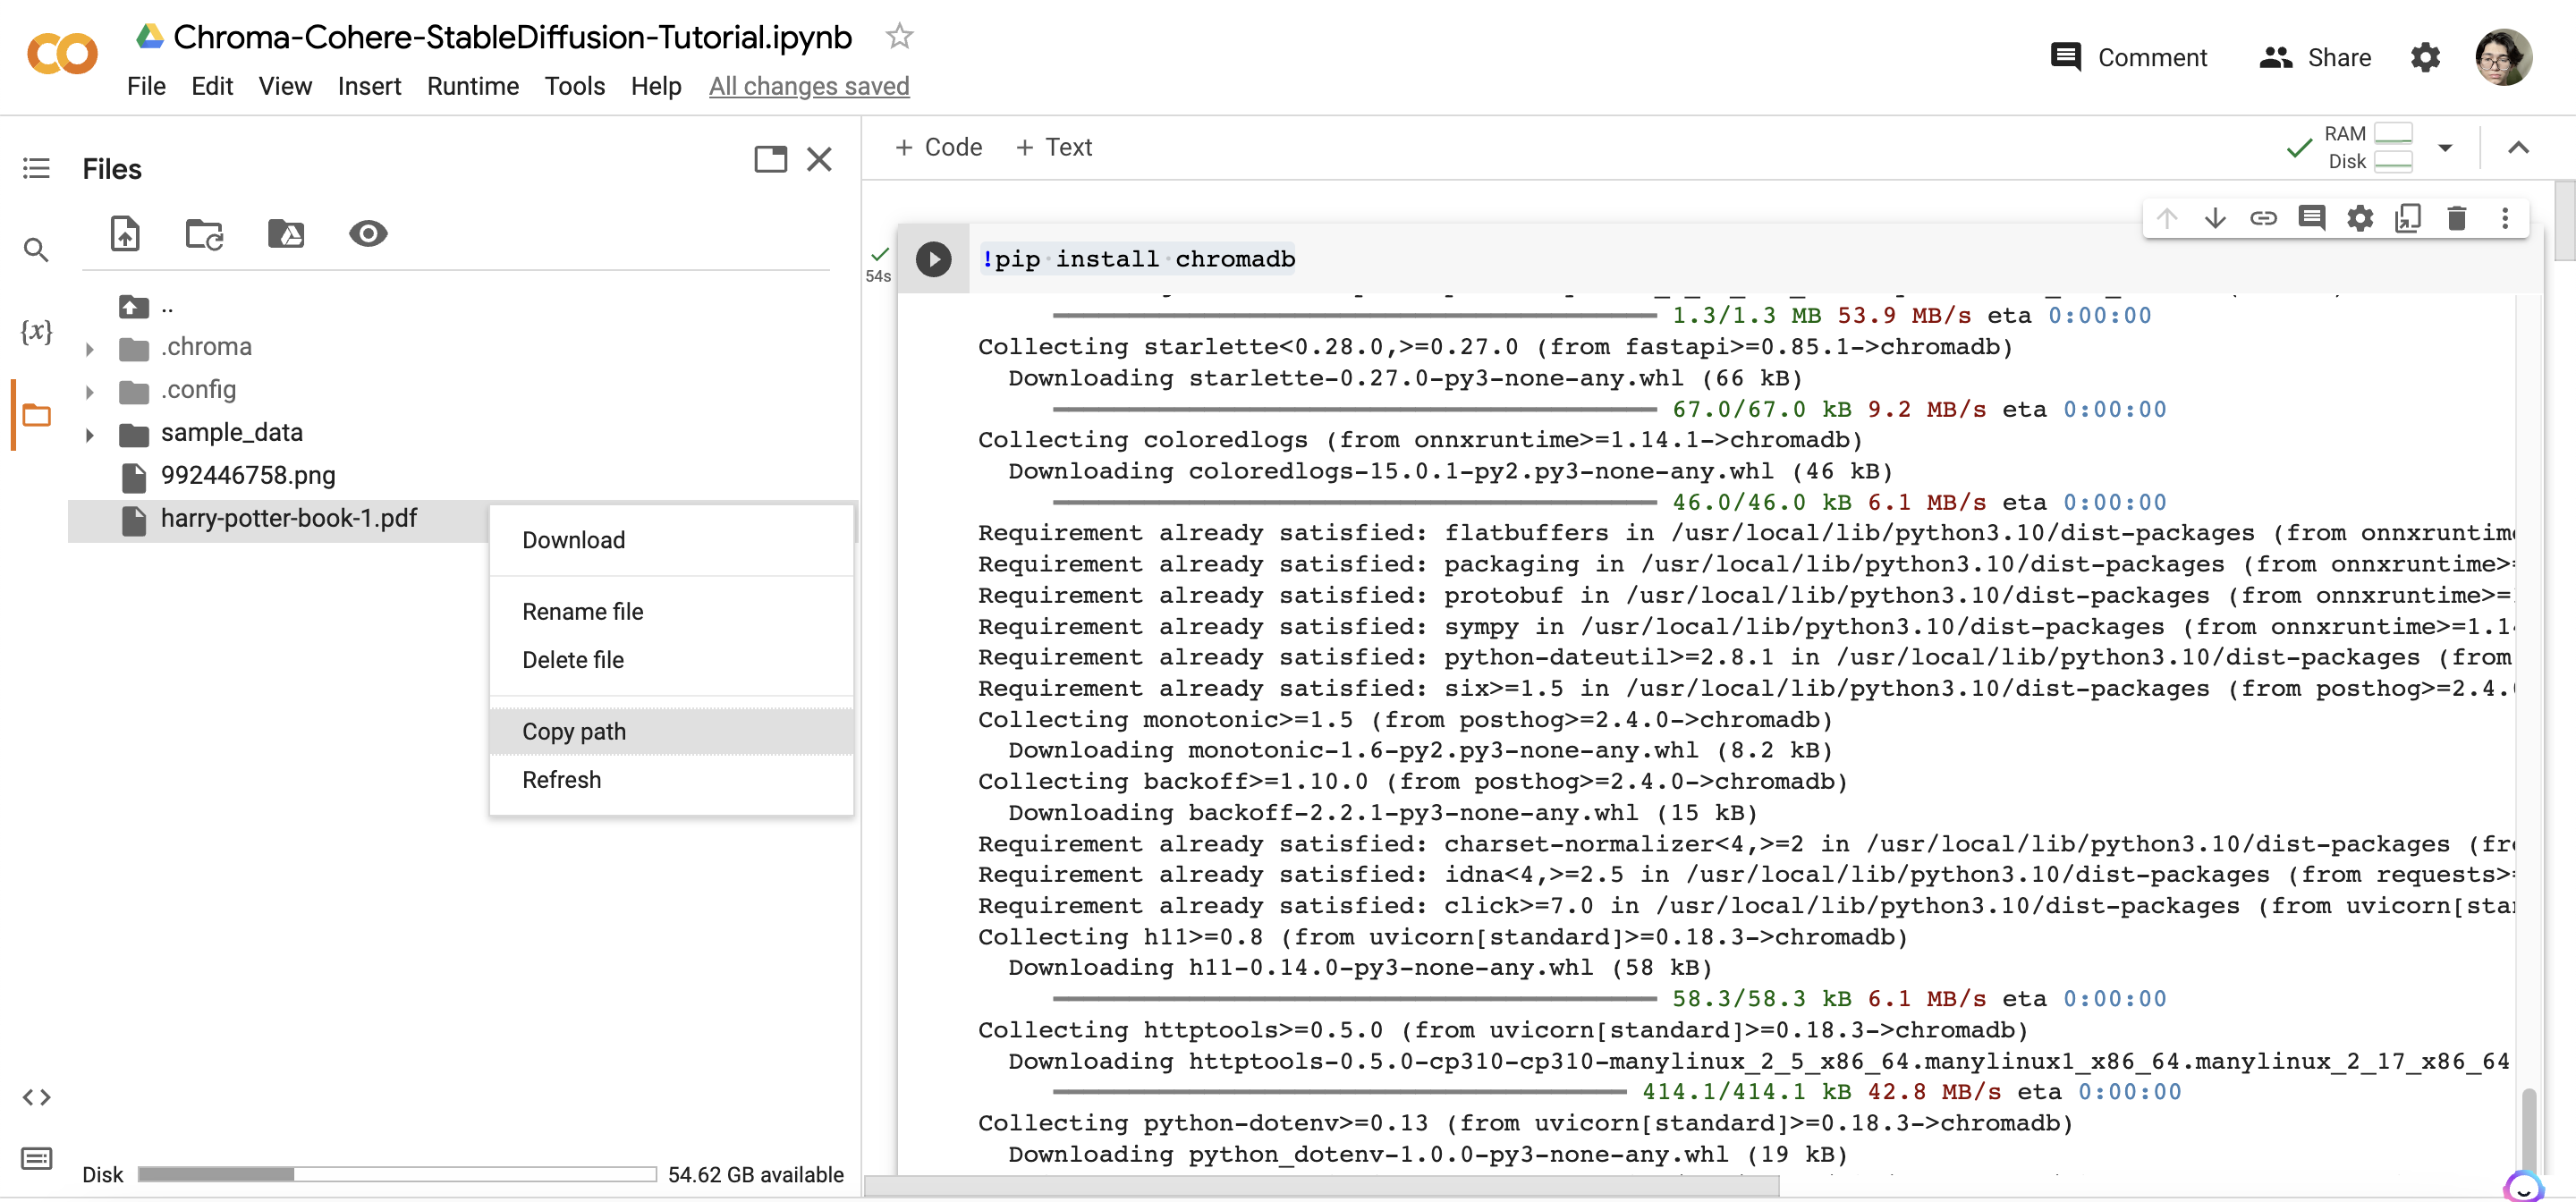 Chroma-Cohere-StableDiffusion-Tutorial.ipynb
File Edit View Insert Runtime Tools Help All changes saved
Comment Share
Files
..
.chroma
.config
sample_data
992446758.png
harry-potter-book-1.pdf
Download
Rename file
Delete file
Copy path
Refresh
Disk 54.62 GB available
+ Code + Text
RAM
Disk
54s
!pip install chromadb
1.3/1.3 MB 53.9 MB/s eta 0:00:00
Collecting starlette<0.28.0,>=0.27.0 (from fastapi>=0.85.1->chromadb)
Downloading starlette-0.27.0-py3-none-any.whl (66 kB)
67.0/67.0 kB 9.2 MB/s eta 0:00:00
Collecting coloredlogs (from onnxruntime>=1.14.1->chromadb)
Downloading coloredlogs-15.0.1-py2.py3-none-any.whl (46 kB)
46.0/46.0 kB 6.1 MB/s eta 0:00:00
Requirement already satisfied: flatbuffers in /usr/local/lib/python3.10/dist-packages (from onnxruntim
Requirement already satisfied: packaging in /usr/local/lib/python3.10/dist-packages (from onnxruntime>=
Requirement already satisfied: protobuf in /usr/local/lib/python3.10/dist-packages (from onnxruntime>=
Requirement already satisfied: sympy in /usr/local/lib/python3.10/dist-packages (from onnxruntime>=1.1
Requirement already satisfied: python-dateutil>=2.8.1 in /usr/local/lib/python3.10/dist-packages (from
Requirement already satisfied: six>=1.5 in /usr/local/lib/python3.10/dist-packages (from posthog>=2.4.
Collecting monotonic>=1.5 (from posthog>=2.4.0->chromadb)
Downloading monotonic-1.6-py2.py3-none-any.whl (8.2 kB)
Collecting backoff>=1.10.0 (from posthog>=2.4.0->chromadb)
Downloading backoff-2.2.1-py3-none-any.whl (15 kB)
Requirement already satisfied: charset-normalizer<4,>=2 in /usr/local/lib/python3.10/dist-packages (fr
Requirement already satisfied: idna<4,>=2.5 in /usr/local/lib/python3.10/dist-packages (from requests>
Requirement already satisfied: click>=7.0 in /usr/local/lib/python3.10/dist-packages (from uvicorn[sta
Collecting h11>=0.8 (from uvicorn[standard]>=0.18.3->chromadb)
Downloading h11-0.14.0-py3-none-any.whl (58 kB)
58.3/58.3 kB 6.1 MB/s eta 0:00:00
Collecting httptools>=0.5.0 (from uvicorn[standard]>=0.18.3->chromadb)
Downloading httptools-0.5.0-cp310-cp310-manylinux_2_5_x86_64.manylinux1_x86_64.manylinux_2_17_x86_64
414.1/414.1 kB 42.8 MB/s eta 0:00:00
Collecting python-dotenv>=0.13 (from uvicorn[standard]>=0.18.3->chromadb)
Downloading python_dotenv-1.0.0-py3-none-any.whl (19 kB)